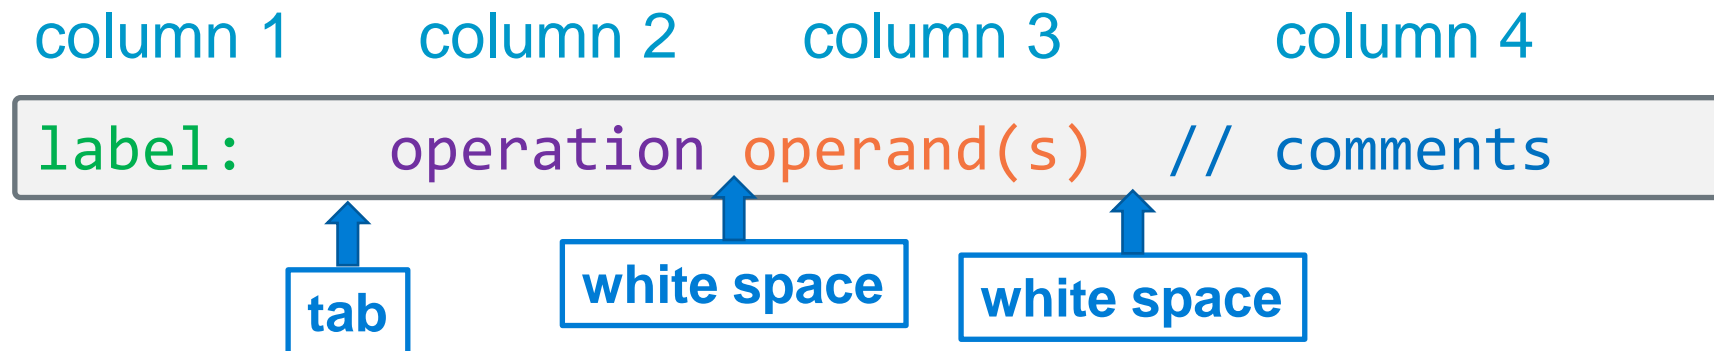 column 1 column 2 column 3 column 4
label: operation operand(s) // comments
tab white space white space